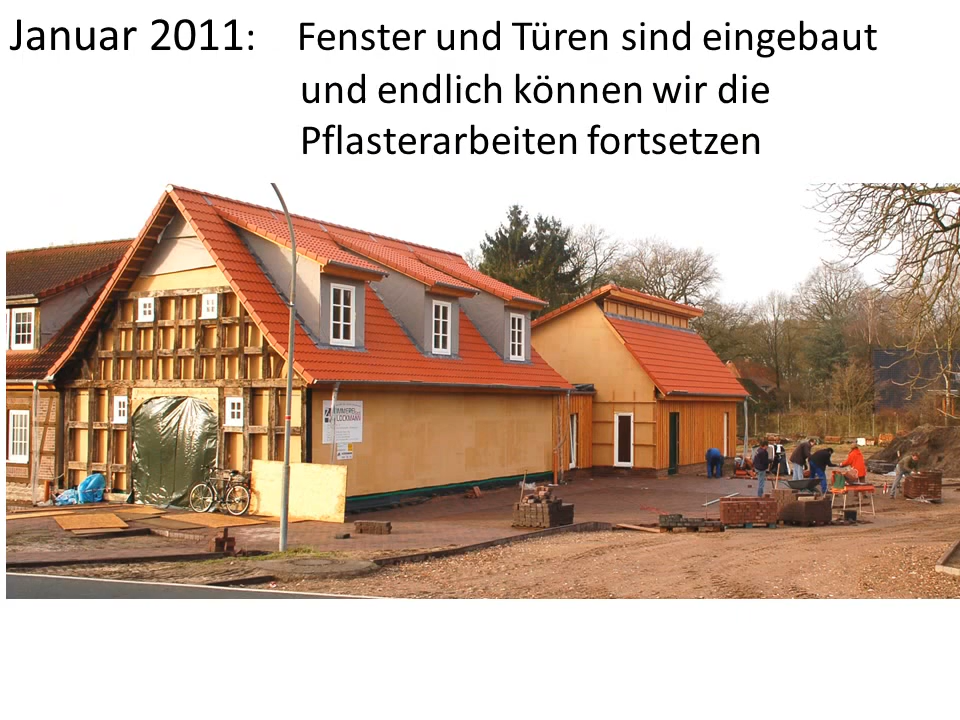 Januar 2011: Fenster und Türen sind eingebaut
und endlich können wir die
Pflasterarbeiten fortsetzen